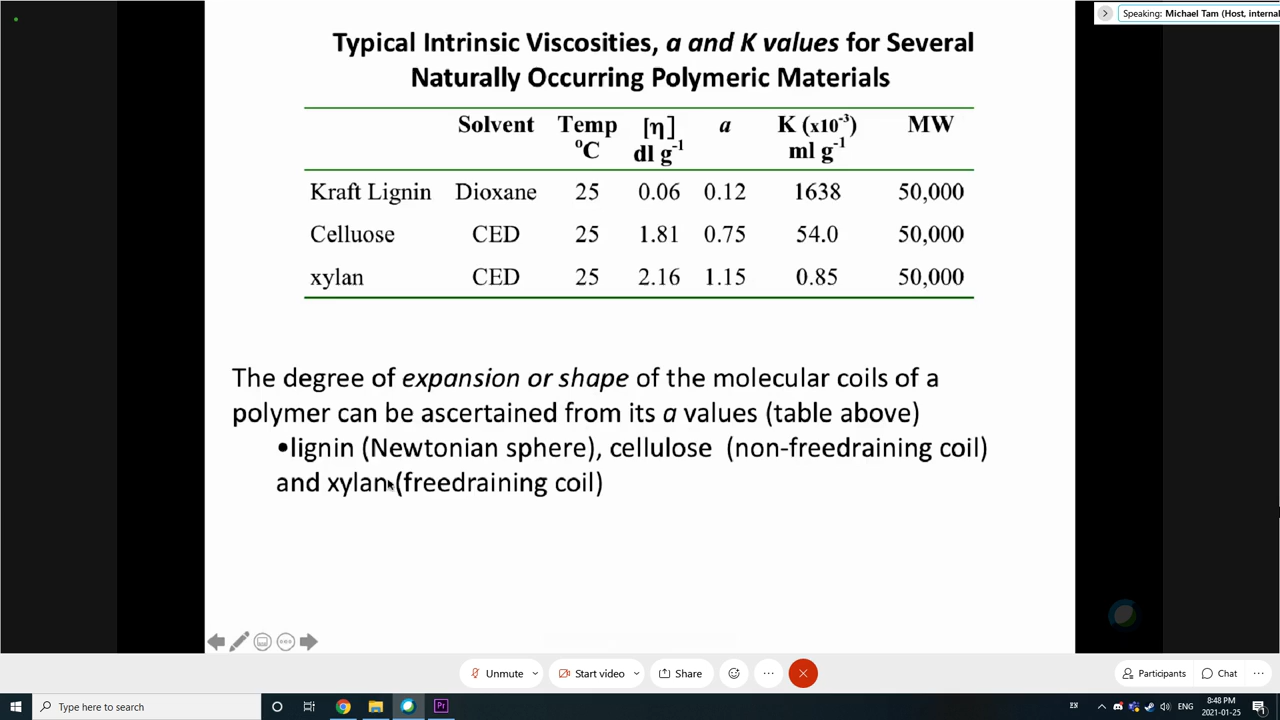 Speaking: Michael Tam (Host, internal
Typical Intrinsic Viscosities, a and K values for Several
Naturally Occurring Polymeric Materials
Solvent Temp [η] a K (x10⁻³) MW
⁰C dl g⁻¹ ml g⁻¹
Kraft Lignin Dioxane 25 0.06 0.12 1638 50,000
Celluose CED 25 1.81 0.75 54.0 50,000
xylan CED 25 2.16 1.15 0.85 50,000
The degree of expansion or shape of the molecular coils of a
polymer can be ascertained from its a values (table above)
•lignin (Newtonian sphere), cellulose (non-freedraining coil)
and xylan (freedraining coil)
Unmute Start video Share Participants Chat
Type here to search Pr ENG 8:48 PM
2021-01-25